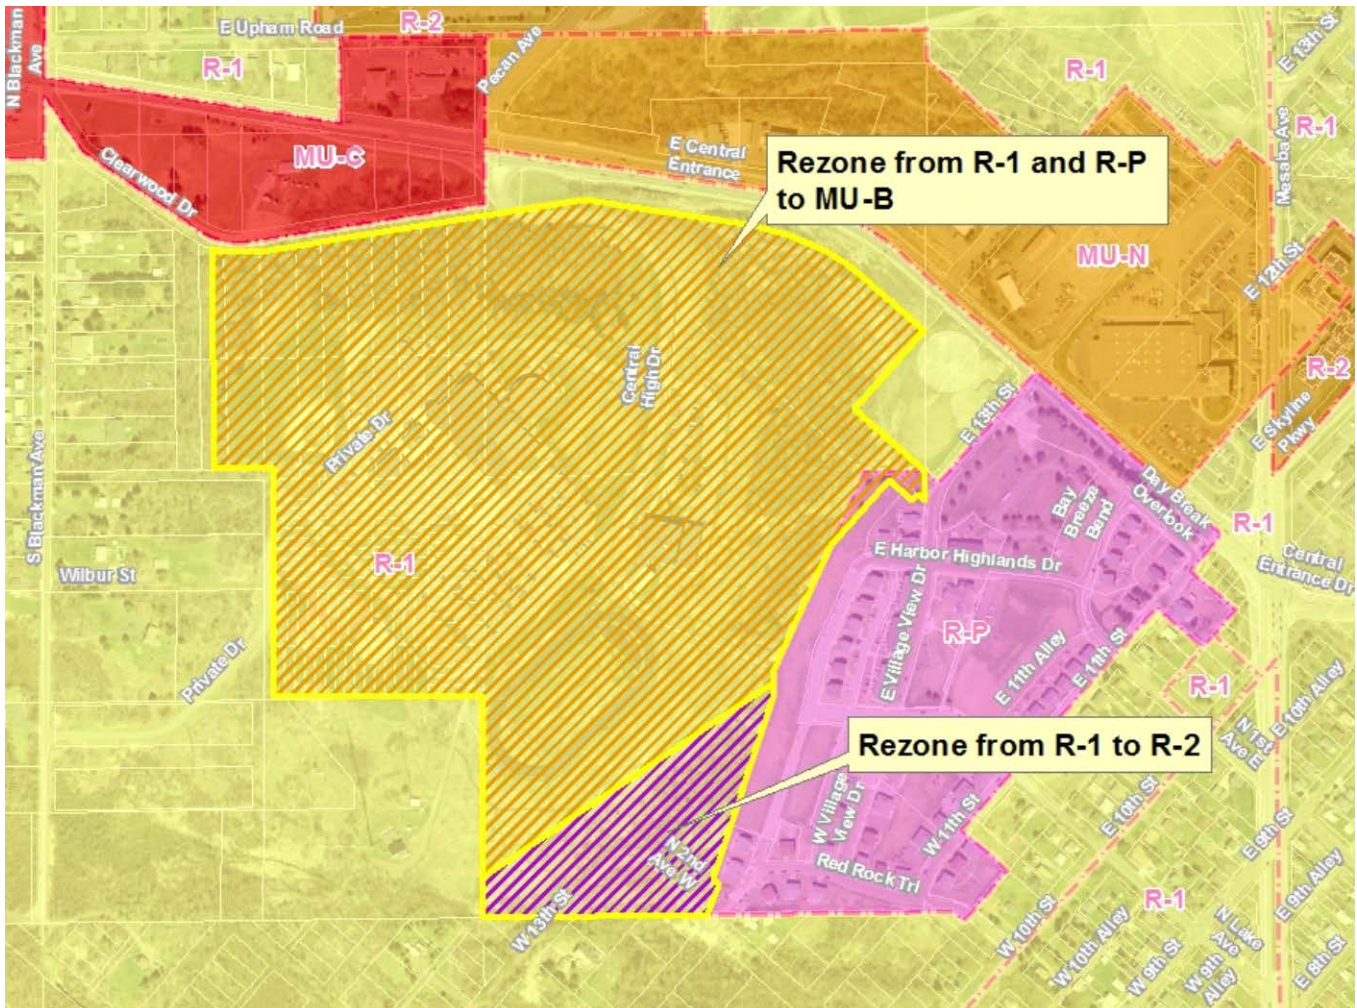 E Upham Road
R-2
N Blackman
Ave
R-1
Pecan Ave
R-1
E 13th St
R-1
MU-C
E Central
Entrance
Rezone from R-1 and R-P
to MU-B
Mesaba Ave
Clearwood Dr
MU-N
E 12th St
Central
High Dr
R-2
E Skyline
Pkwy
E 13th St
Private Dr
S Blackman Ave
Day Break
Overlook
Bay
Breeze
Bend
R-1
E Harbor Highlands Dr
Central
Entrance Dr
R-1
Wilbur St
E Village View Dr
R-P
E 11th Alley
E 11th St
Private Dr
R-1
E 10th Alley
N 1st
Ave
Rezone from R-1 to R-2
W Village
View Dr
E 10th St
W 11th St
E 9th St
N 2nd
Ave W
Red Rock Trl
E 9th Alley
R-1
W 13th St
W 10th St
N Lake
Ave
W 10th Alley
W 9th St
W 9th
Alley
E 8th St